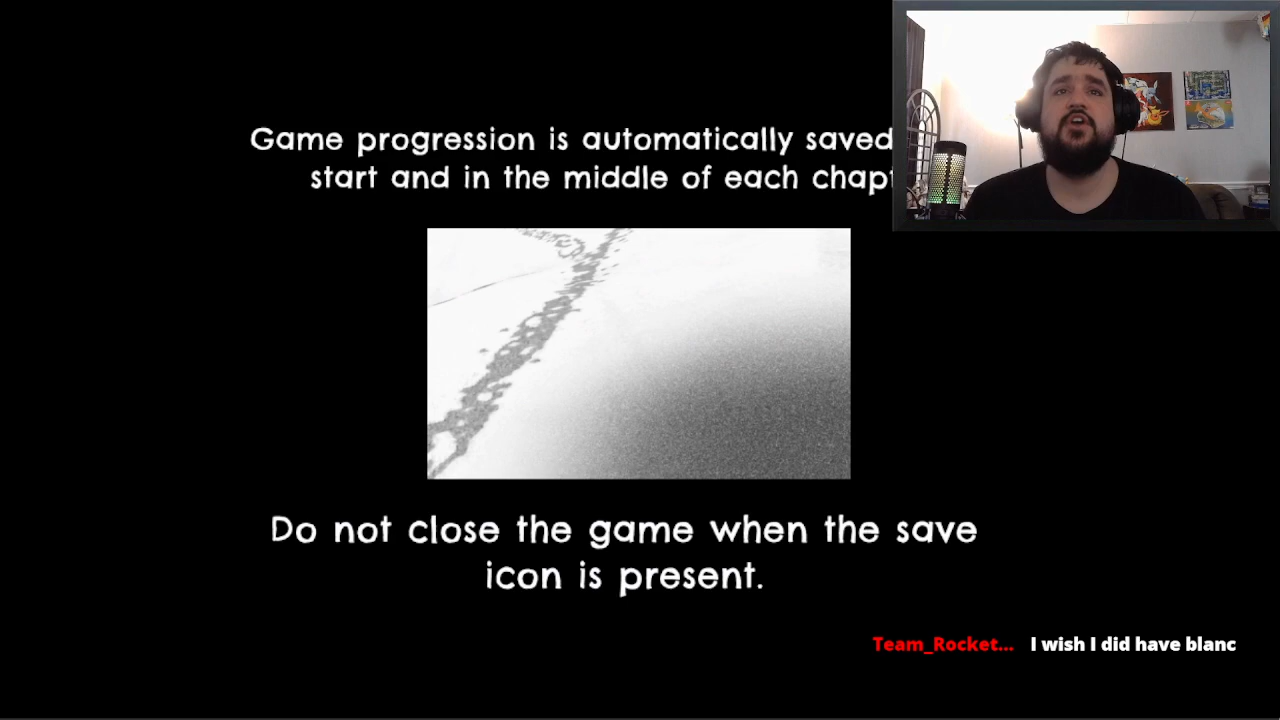 Game progression is automatically saved
start and in the middle of each
Do not close the game when the save
icon is present.
Team_Rocket... I wish I did have blanc